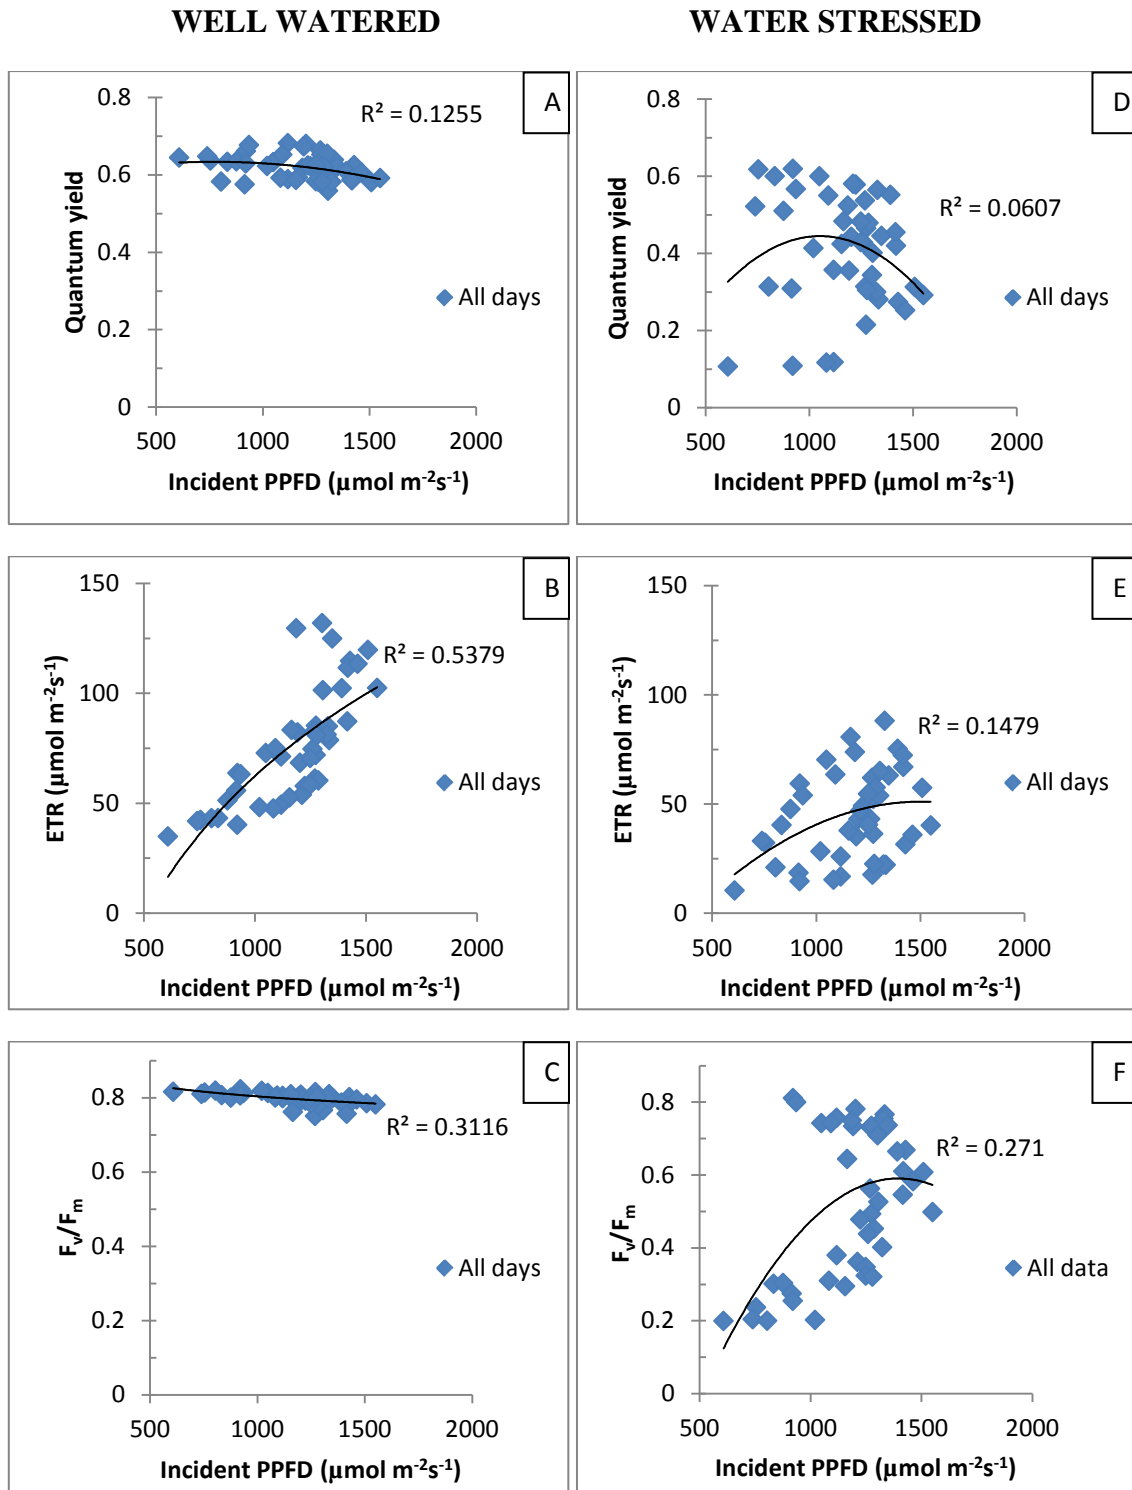 WELL WATERED
WATER STRESSED
A
0.8
0.6
0.4
0.2
0
R² = 0.1255
All days
500 1000 1500 2000
Quantum yield
Incident PPFD (µmol m-2s-1)
D
0.8
0.6
0.4
0.2
0
R² = 0.0607
All days
500 1000 1500 2000
Quantum yield
Incident PPFD (µmol m-2s-1)
B
150
100
50
0
R² = 0.5379
All days
500 1000 1500 2000
ETR (µmol m-2s-1)
Incident PPFD (µmol m-2s-1)
E
150
100
50
0
R² = 0.1479
All days
500 1000 1500 2000
ETR (µmol m-2s-1)
Incident PPFD (µmol m-2s-1)
C
0.8
0.6
0.4
0.2
0
R² = 0.3116
All days
500 1000 1500 2000
Fv/Fm
Incident PPFD (µmol m-2s-1)
F
0.8
0.6
0.4
0.2
0
R² = 0.271
All data
500 1000 1500 2000
Fv/Fm
Incident PPFD (µmol m-2s-1)